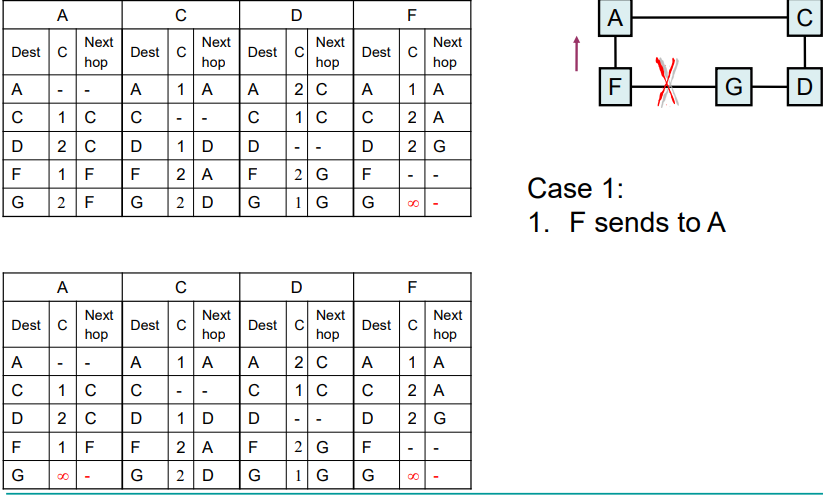 A C D F
Dest C Next hop Dest C Next hop Dest C Next hop Dest C Next hop
A - - A 1 A A 2 C A 1 A
C 1 C C - - C 1 C C 2 A
D 2 C D 1 D D - - D 2 G
F 1 F F 2 A F 2 G F - -
G 2 F G 2 D G 1 G G ∞ -
A C
F G D
Case 1:
1. F sends to A
A C D F
Dest C Next hop Dest C Next hop Dest C Next hop Dest C Next hop
A - - A 1 A A 2 C A 1 A
C 1 C C - - C 1 C C 2 A
D 2 C D 1 D D - - D 2 G
F 1 F F 2 A F 2 G F - -
G ∞ - G 2 D G 1 G G ∞ -